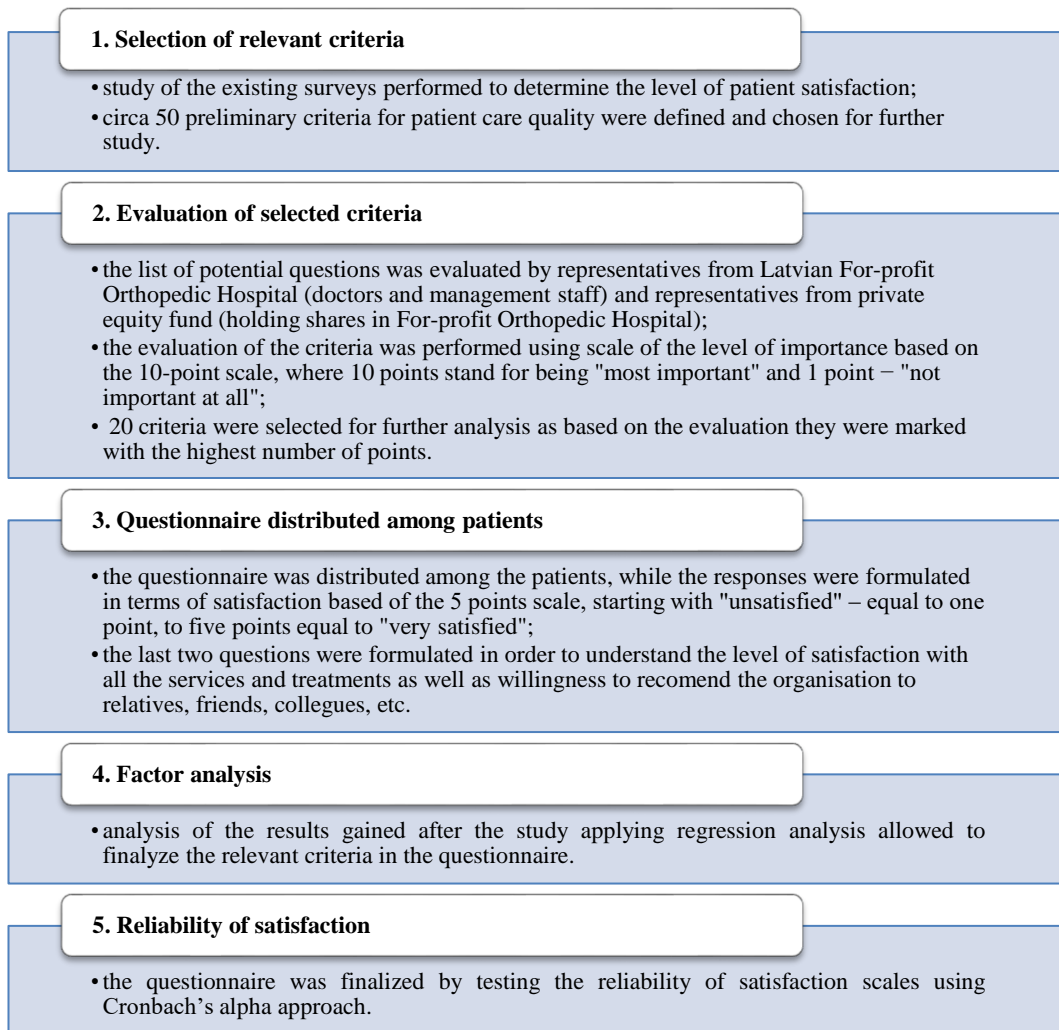 1. Selection of relevant criteria
• study of the existing surveys performed to determine the level of patient satisfaction;
• circa 50 preliminary criteria for patient care quality were defined and chosen for further
study.
2. Evaluation of selected criteria
• the list of potential questions was evaluated by representatives from Latvian For-profit
Orthopedic Hospital (doctors and management staff) and representatives from private
equity fund (holding shares in For-profit Orthopedic Hospital);
• the evaluation of the criteria was performed using scale of the level of importance based on
the 10-point scale, where 10 points stand for being "most important" and 1 point − "not
important at all";
• 20 criteria were selected for further analysis as based on the evaluation they were marked
with the highest number of points.
3. Questionnaire distributed among patients
• the questionnaire was distributed among the patients, while the responses were formulated
in terms of satisfaction based of the 5 points scale, starting with "unsatisfied" – equal to one
point, to five points equal to "very satisfied";
• the last two questions were formulated in order to understand the level of satisfaction with
all the services and treatments as well as willingness to recomend the organisation to
relatives, friends, collegues, etc.
4. Factor analysis
• analysis of the results gained after the study applying regression analysis allowed to
finalyze the relevant criteria in the questionnaire.
5. Reliability of satisfaction
• the questionnaire was finalized by testing the reliability of satisfaction scales using
Cronbach’s alpha approach.